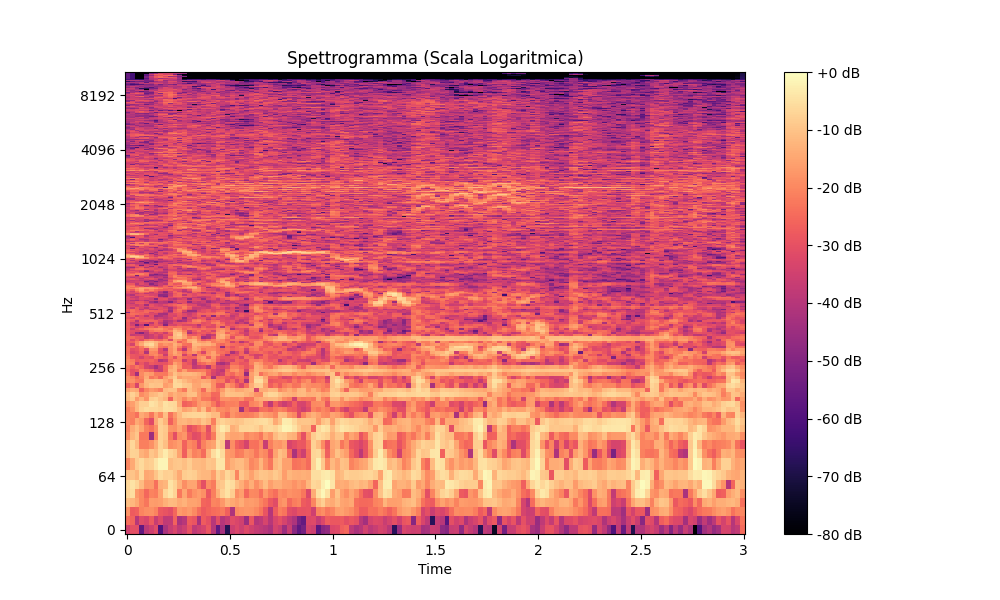 Spettrogramma (Scala Logaritmica)
Hz
8192
4096
2048
1024
512
256
128
64
0
0 0.5 1 1.5 2 2.5 3
Time
+0 dB
-10 dB
-20 dB
-30 dB
-40 dB
-50 dB
-60 dB
-70 dB
-80 dB